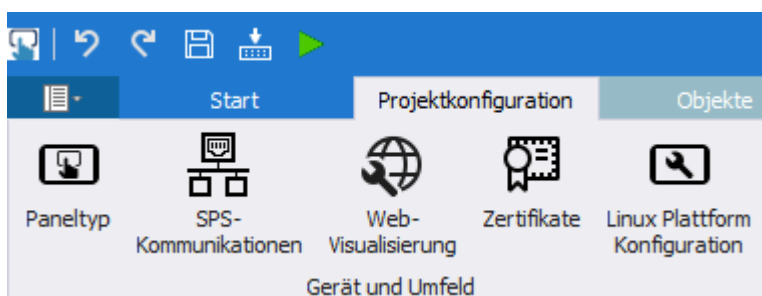 Start Projektkonfiguration Objekte
Paneltyp SPS- Web- Zertifikate Linux Plattform
Kommunikationen Visualisierung Konfiguration
Gerät und Umfeld